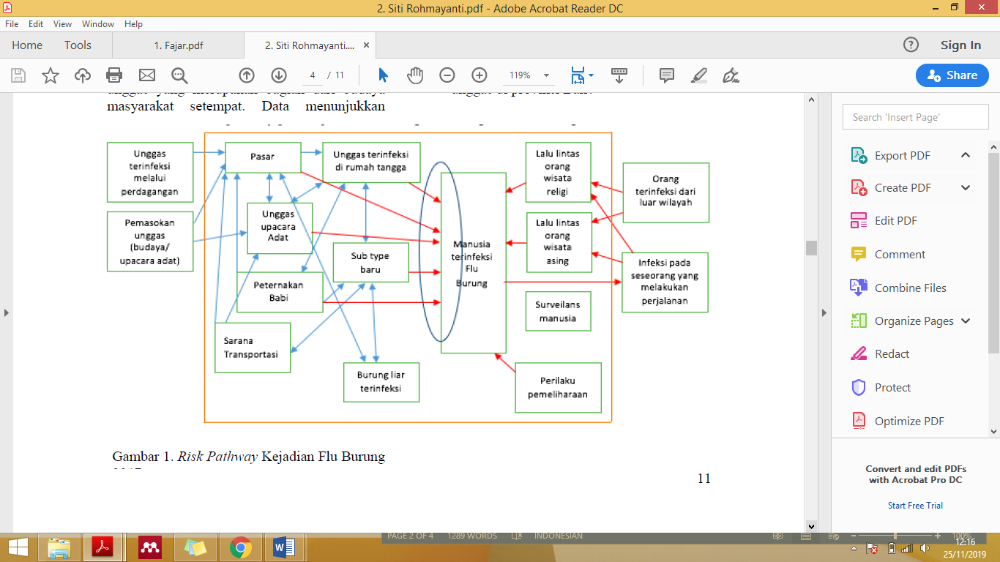 2. Siti Rohmayanti.pdf - Adobe Acrobat Reader DC
File Edit View Window Help
Home Tools
1. Fajar.pdf
2. Siti Rohmayanti....
Sign In
4 / 11
119%
Share
masyarakat setempat. Data menunjukkan
Unggas
terinfeksi
melalui
perdagangan
Pemasokan
unggas
(budaya/
upacara adat)
Pasar
Unggas terinfeksi
di rumah tangga
Unggas
upacara
Adat
Sub type
baru
Peternakan
Babi
Sarana
Transportasi
Burung liar
terinfeksi
Manusia
terinfeksi
Flu
Burung
Lalu lintas
orang
wisata
religi
Lalu lintas
orang
wisata
asing
Surveilans
manusia
Perilaku
pemeliharaan
Orang
terinfeksi dari
luar wilayah
Infeksi pada
seseorang yang
melakukan
perjalanan
Gambar 1. Risk Pathway Kejadian Flu Burung
11
Search 'Insert Page'
Export PDF
Create PDF
Edit PDF
Comment
Combine Files
Organize Pages
Redact
Protect
Optimize PDF
Convert and edit PDFs
with Acrobat Pro DC
Start Free Trial
PAGE 2 OF 4 1289 WORDS INDONESIAN
100%
12:16
25/11/2019